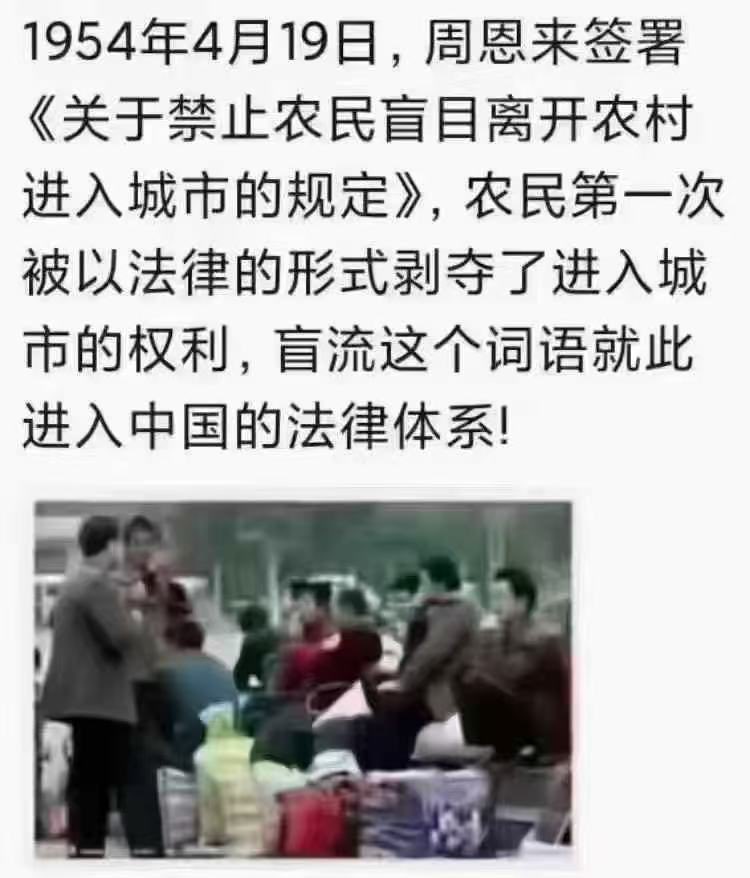 1954年4月19日，周恩来签署
《关于禁止农民盲目离开农村
进入城市的规定》，农民第一次
被以法律的形式剥夺了进入城
市的权利，盲流这个词语就此
进入中国的法律体系!